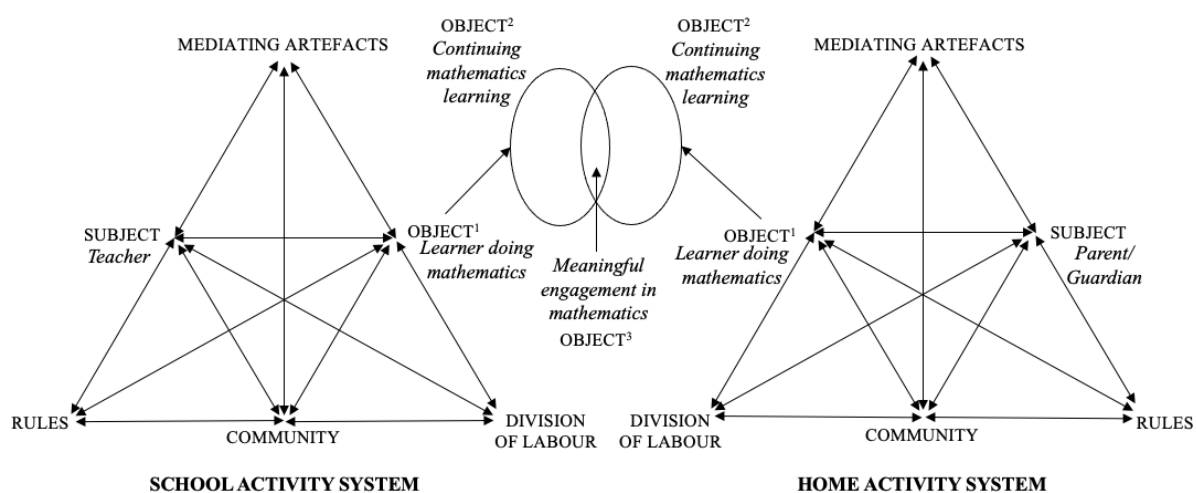 MEDIATING ARTEFACTS
OBJECT²
Continuing
mathematics
learning
OBJECT²
Continuing
mathematics
learning
MEDIATING ARTEFACTS
SUBJECT
Teacher
OBJECT¹
Learner doing
mathematics
Meaningful
engagement in
mathematics
OBJECT³
OBJECT¹
Learner doing
mathematics
SUBJECT
Parent/
Guardian
RULES
COMMUNITY
DIVISION
OF LABOUR
DIVISION
OF LABOUR
COMMUNITY
RULES
SCHOOL ACTIVITY SYSTEM
HOME ACTIVITY SYSTEM